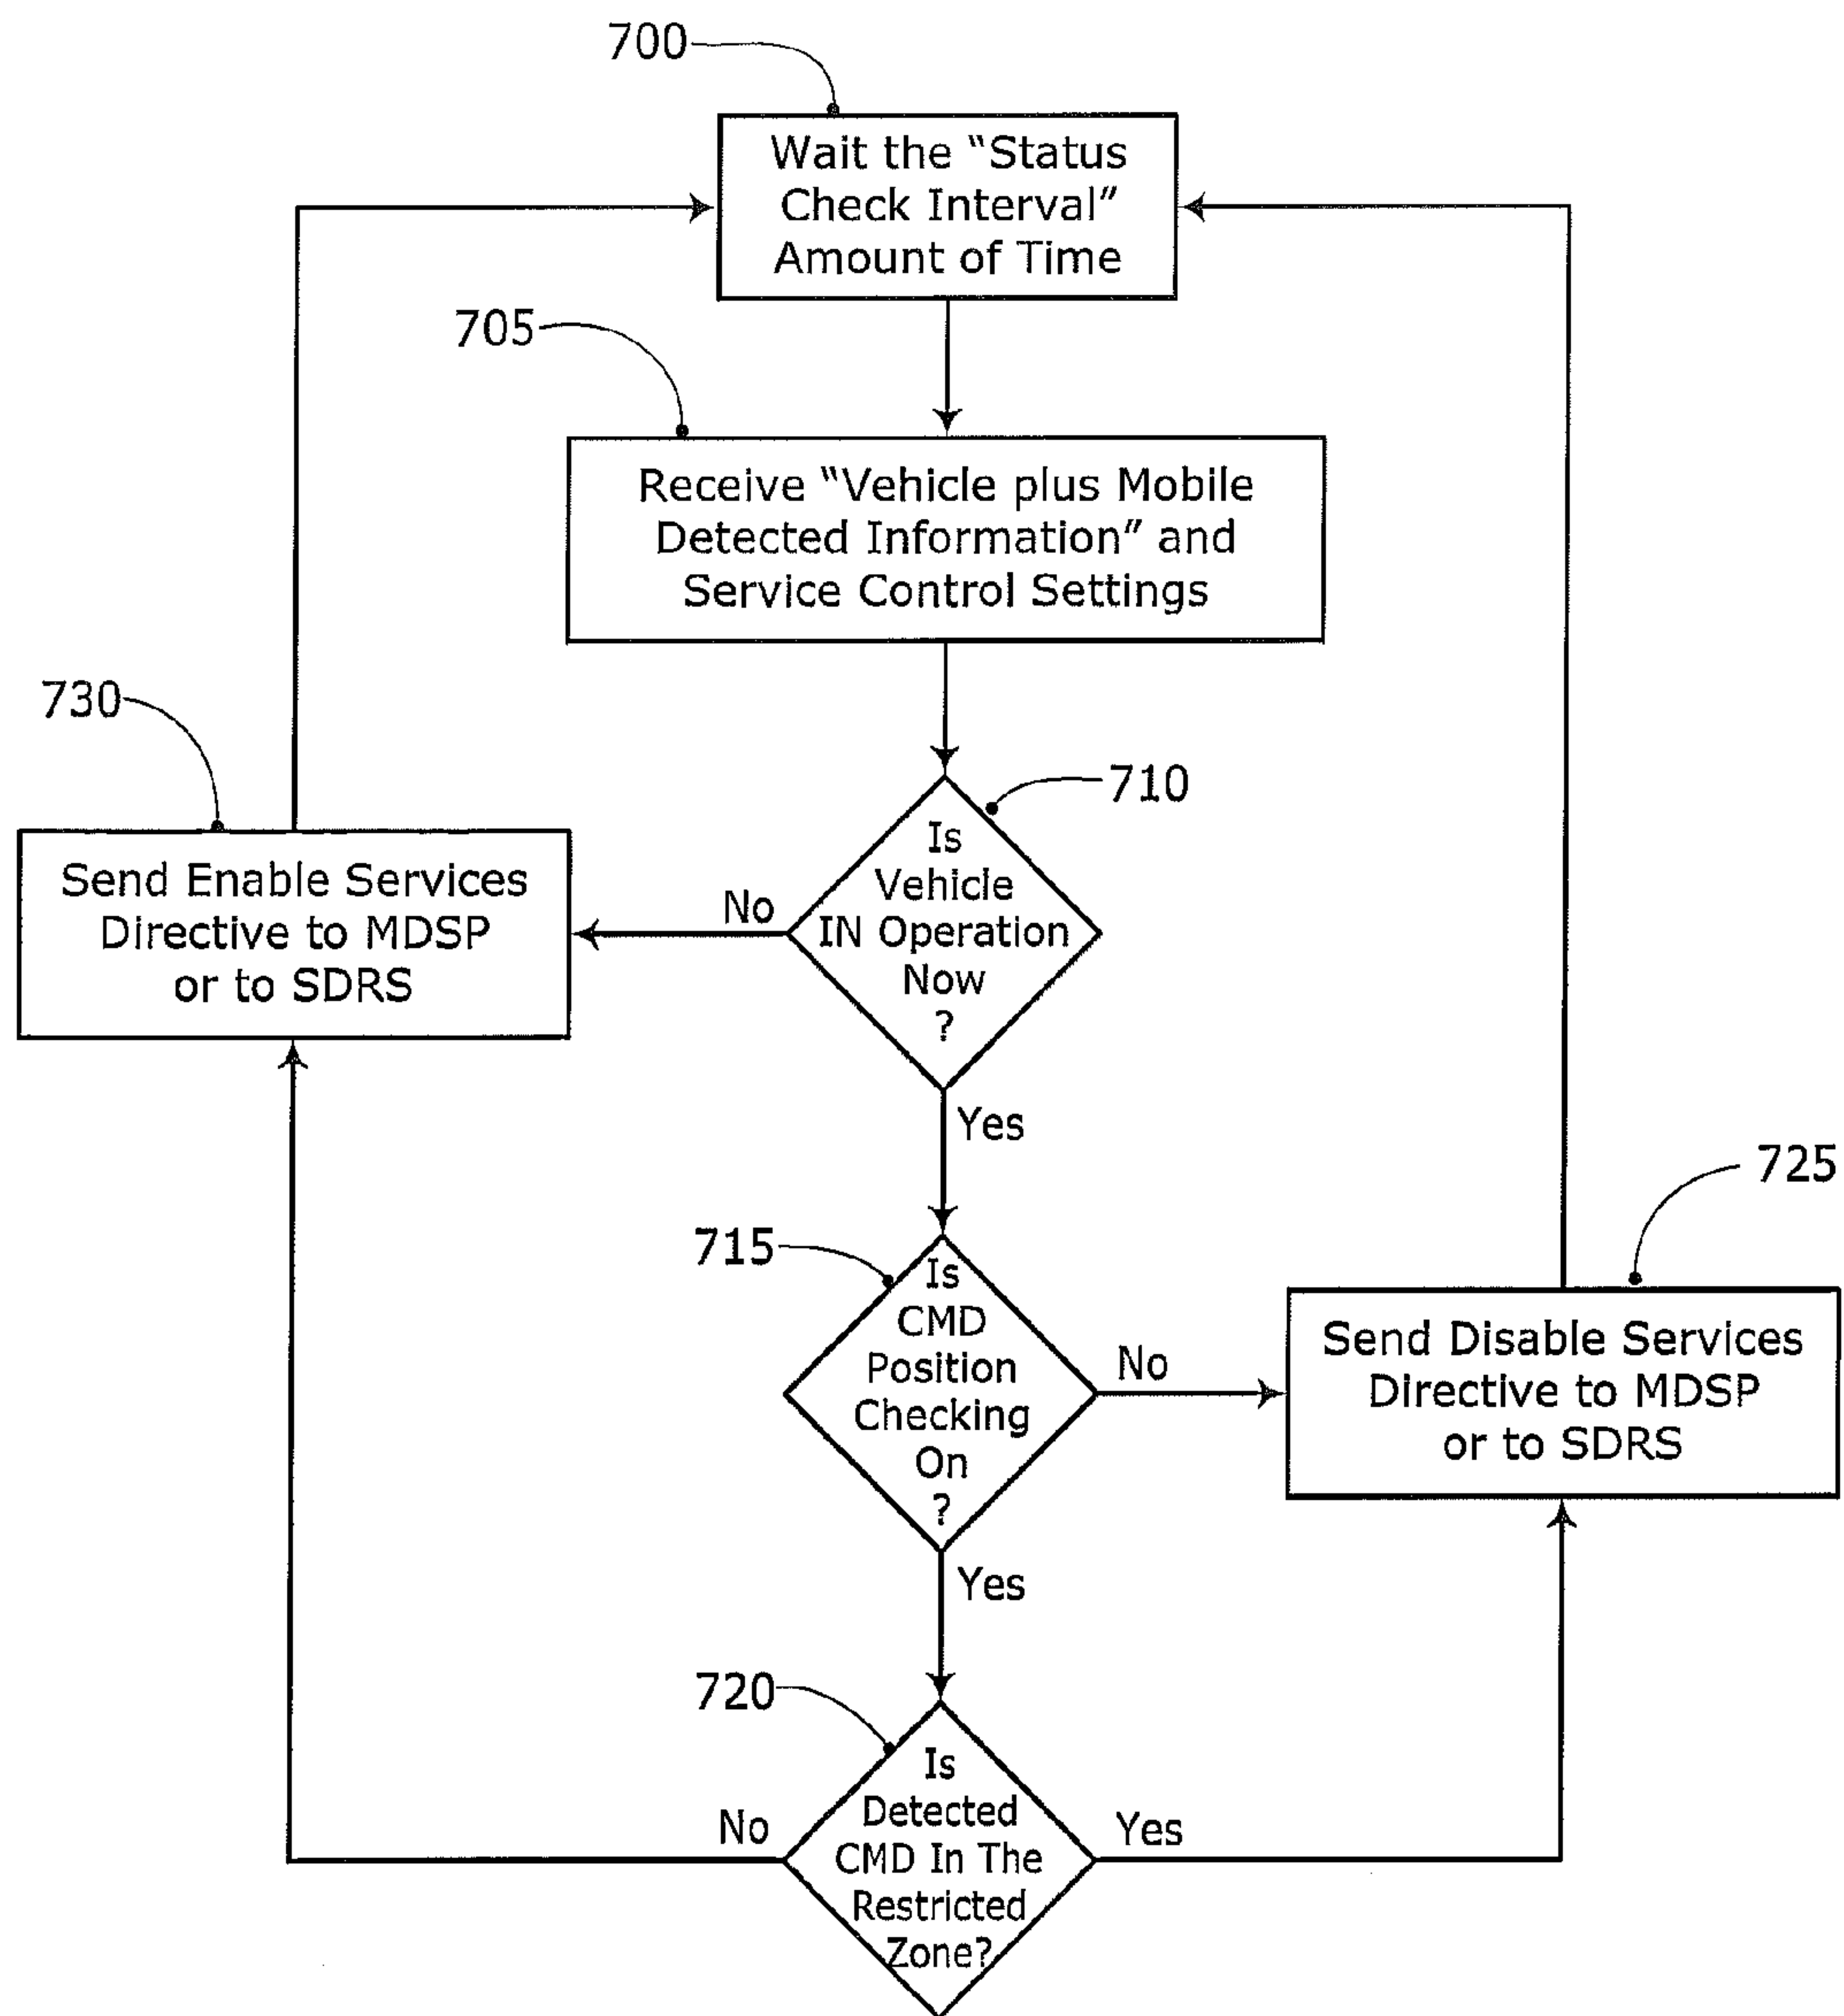 700
Wait the “Status
Check Interval”
Amount of Time
705
Receive “Vehicle plus Mobile
Detected Information” and
Service Control Settings
730
Send Enable Services
Directive to MDSP
or to SDRS
710
Is
Vehicle
IN Operation
Now
?
No
Yes
715
Is
CMD
Position
Checking
On
?
No
Yes
725
Send Disable Services
Directive to MDSP
or to SDRS
720
Is
Detected
CMD In The
Restricted
Zone?
No
Yes